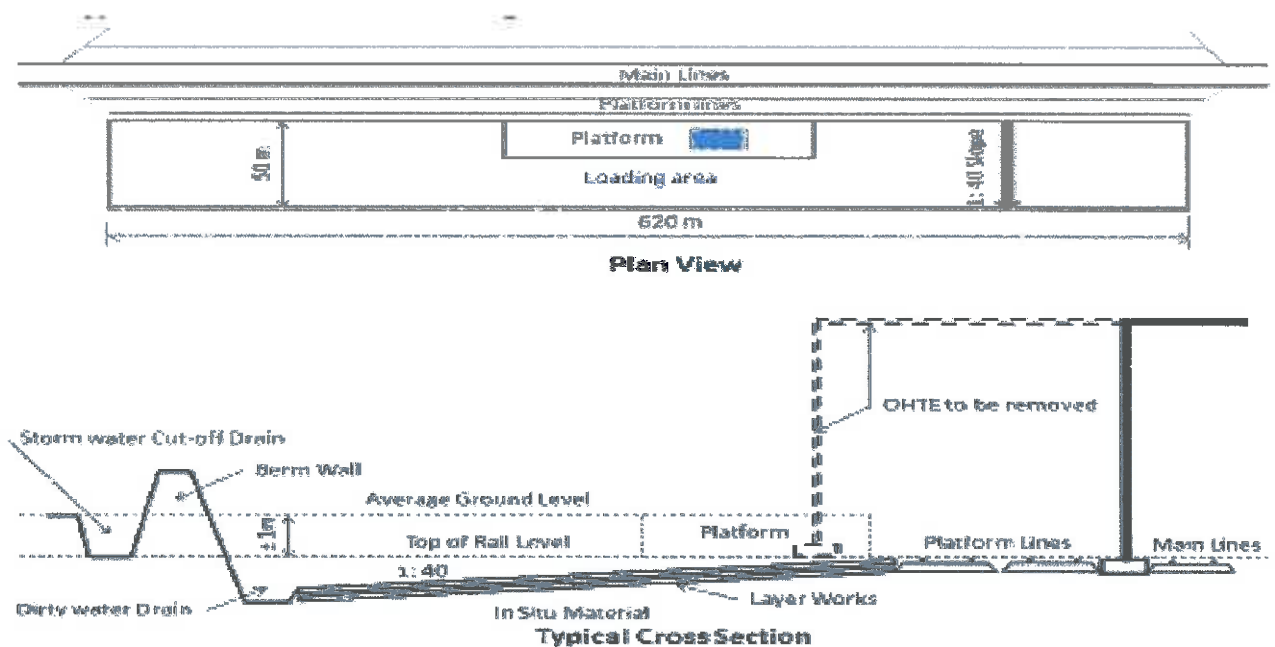 Main Lines
Platform Lines
Platform
50 m
Loading area
1:40 Slope
620 m
Plan View
OHTE to be removed
Storm water Cut-off Drain
Berm Wall
Average Ground Level
±1m
Top of Rail Level
Platform
Platform Lines
Main Lines
1:40
Dirty water Drain
Layer Works
In Situ Material
Typical Cross Section